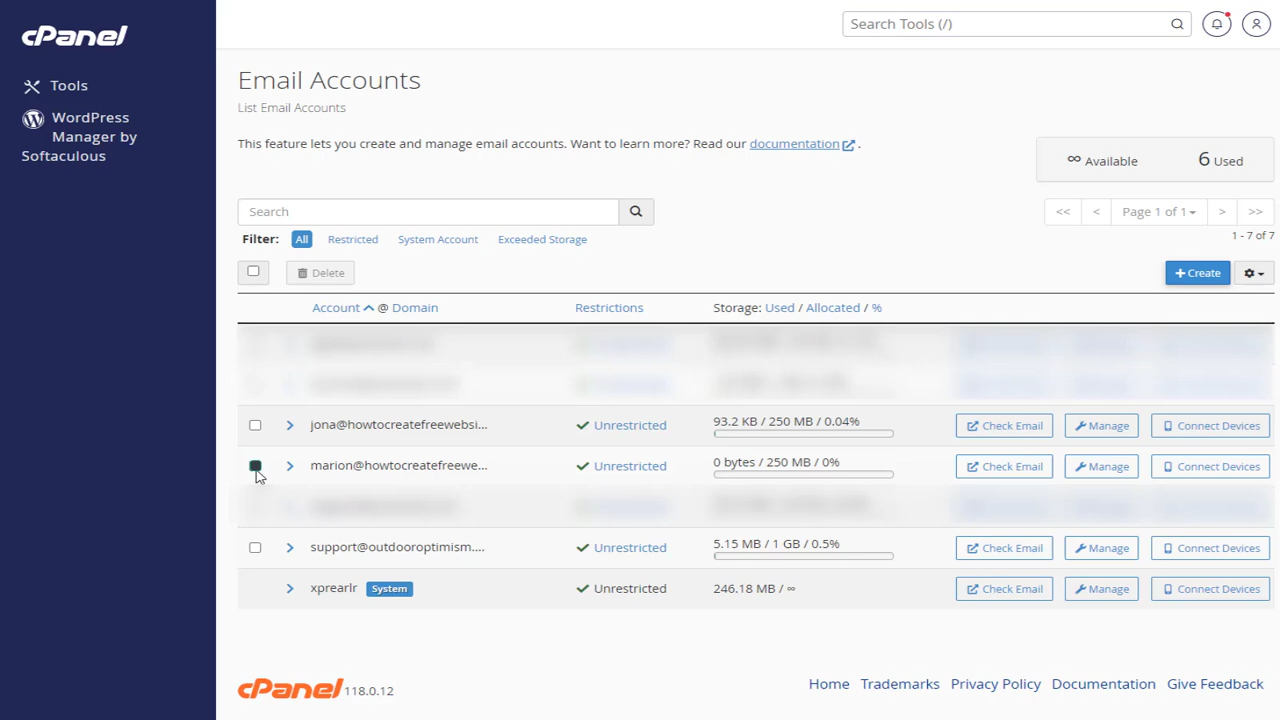 cPanel
Search Tools (/)
Tools
WordPress
Manager by
Softaculous
Email Accounts
List Email Accounts
This feature lets you create and manage email accounts. Want to learn more? Read our documentation .
∞ Available 6 Used
Search
<< < Page 1 of 1 > >>
Filter: All Restricted System Account Exceeded Storage
1 - 7 of 7
Delete
+ Create
Account @ Domain Restrictions Storage: Used / Allocated / %
jona@howtocreatefreewebsi... Unrestricted 93.2 KB / 250 MB / 0.04% Check Email Manage Connect Devices
marion@howtocreatefreewe... Unrestricted 0 bytes / 250 MB / 0% Check Email Manage Connect Devices
support@outdooroptimism.... Unrestricted 5.15 MB / 1 GB / 0.5% Check Email Manage Connect Devices
xprearlr System Unrestricted 246.18 MB / ∞ Check Email Manage Connect Devices
cPanel 118.0.12
Home Trademarks Privacy Policy Documentation Give Feedback